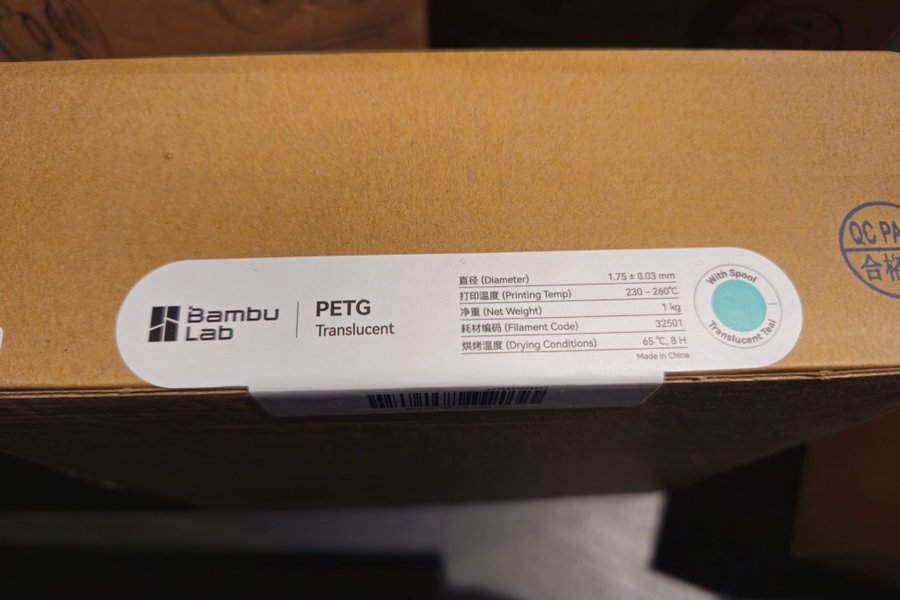 Bambu
Lab
PETG
Translucent
直径 (Diameter) 1.75 ± 0.03 mm
打印温度 (Printing Temp) 230 - 260℃
净重 (Net Weight) 1 kg
耗材编码 (Filament Code) 32501
烘烤温度 (Drying Conditions) 65 ℃, 8 H
Made in China
With Spool
Translucent Teal
QC PA
合格